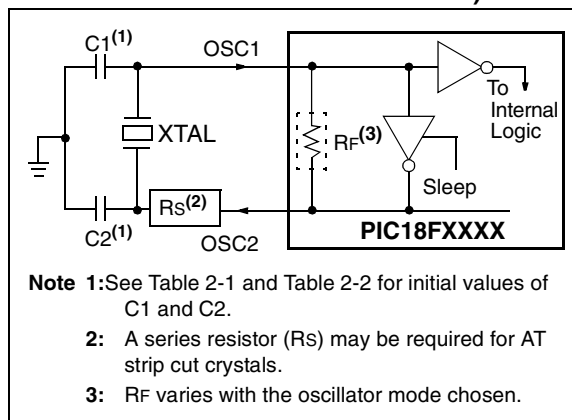 C1(1)
OSC1
To
Internal
Logic
XTAL
RF(3)
Sleep
RS(2)
C2(1)
OSC2
PIC18FXXXX
Note 1:See Table 2-1 and Table 2-2 for initial values of
C1 and C2.
2: A series resistor (RS) may be required for AT
strip cut crystals.
3: RF varies with the oscillator mode chosen.